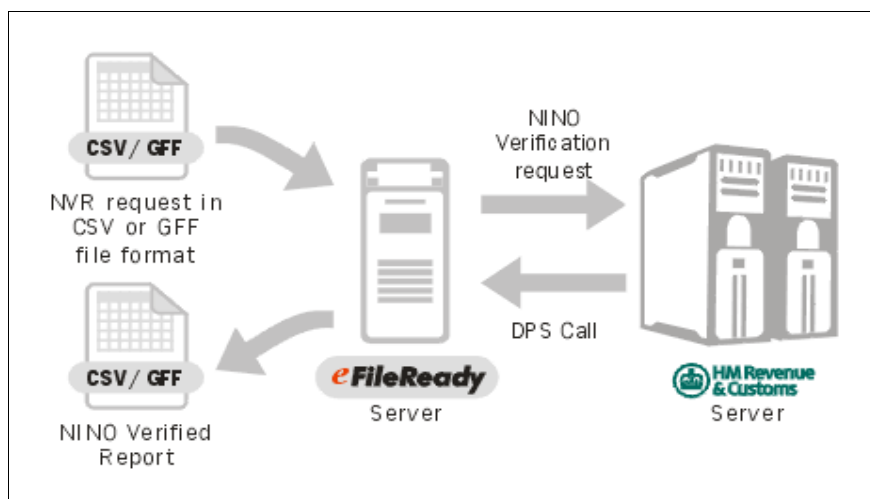 CSV/ GFF
NVR request in
CSV or GFF
file format
NINO
Verification
request
DPS Call
CSV/ GFF
NINO Verified
Report
eFileReady
Server
HM Revenue
& Customs
Server